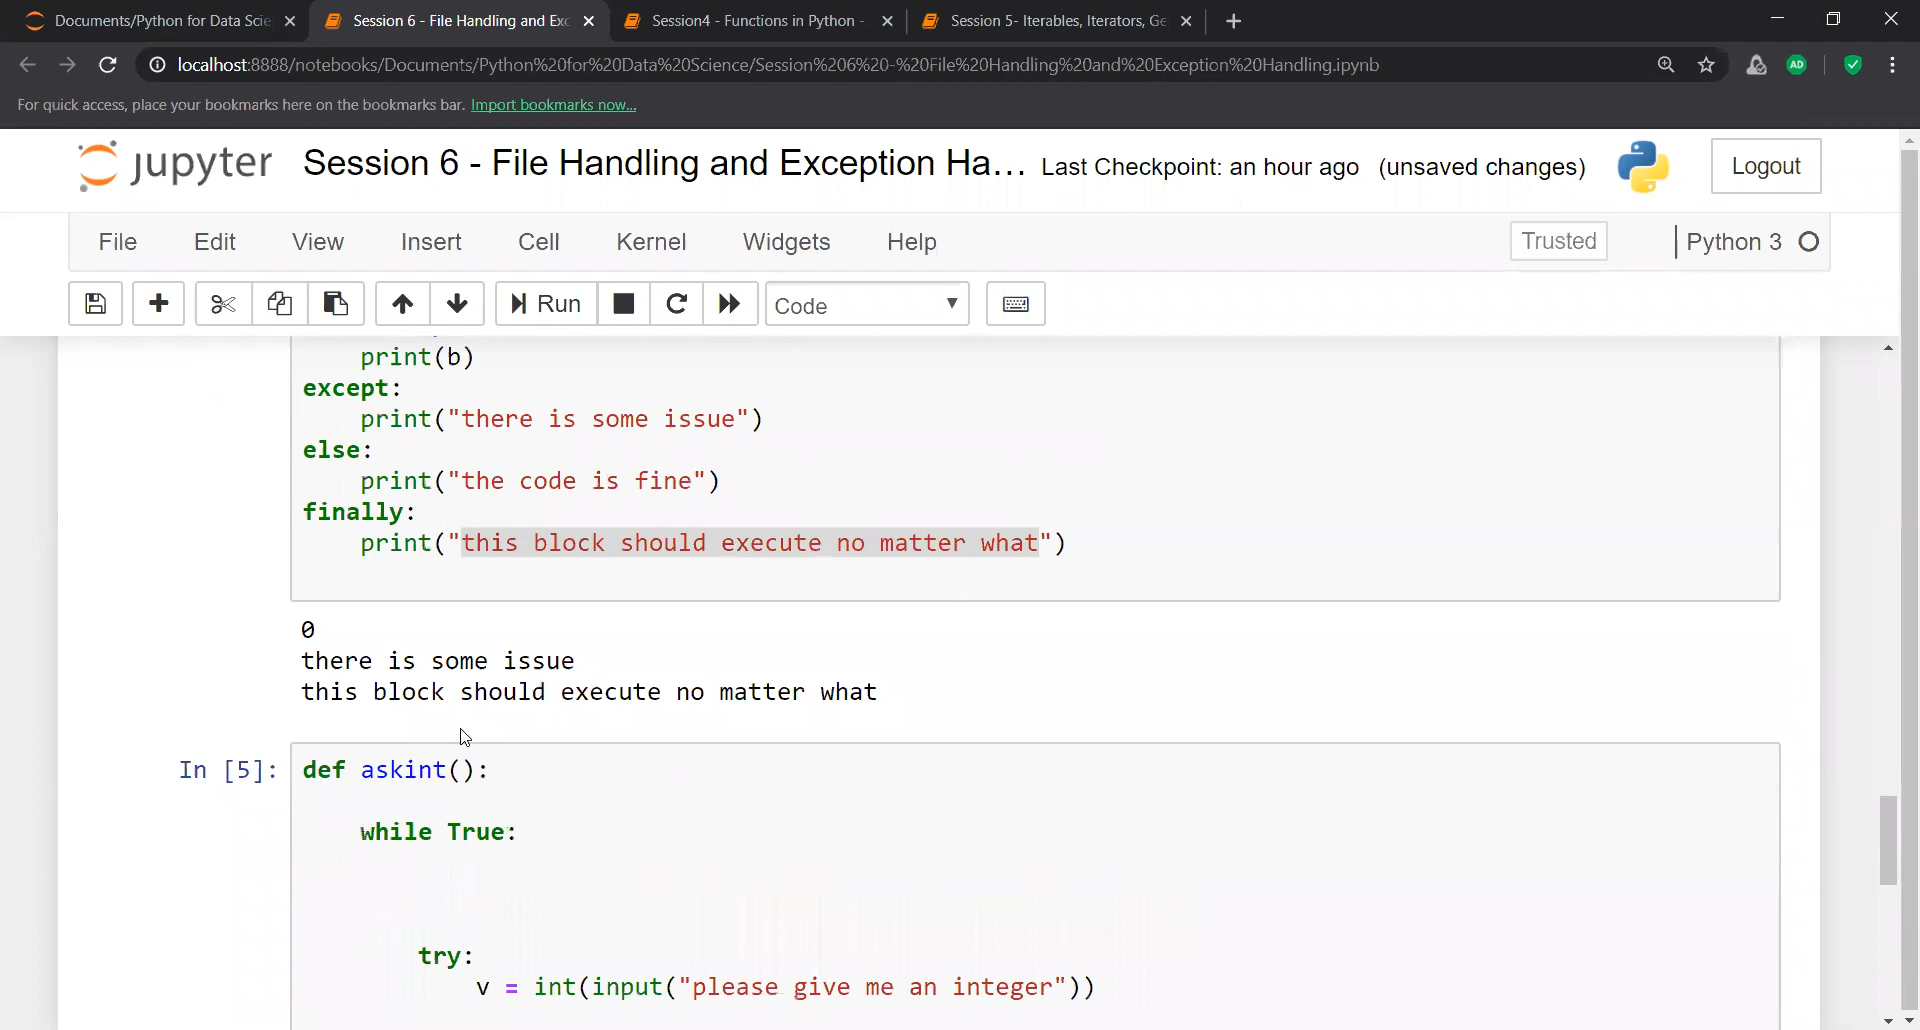 Documents/Python for Data Scie
Session 6 - File Handling and Exc
Session4 - Functions in Python -
Session 5- Iterables, Iterators, Ge
localhost:8888/notebooks/Documents/Python%20for%20Data%20Science/Session%206%20-%20File%20Handling%20and%20Exception%20Handling.ipynb
AD
For quick access, place your bookmarks here on the bookmarks bar. Import bookmarks now...
jupyter Session 6 - File Handling and Exception Ha... Last Checkpoint: an hour ago (unsaved changes) Logout
File Edit View Insert Cell Kernel Widgets Help Trusted Python 3
Run Code
print(b)
except:
print("there is some issue")
else:
print("the code is fine")
finally:
print("this block should execute no matter what")
0
there is some issue
this block should execute no matter what
In [5]: def askint():
while True:
try:
v = int(input("please give me an integer"))